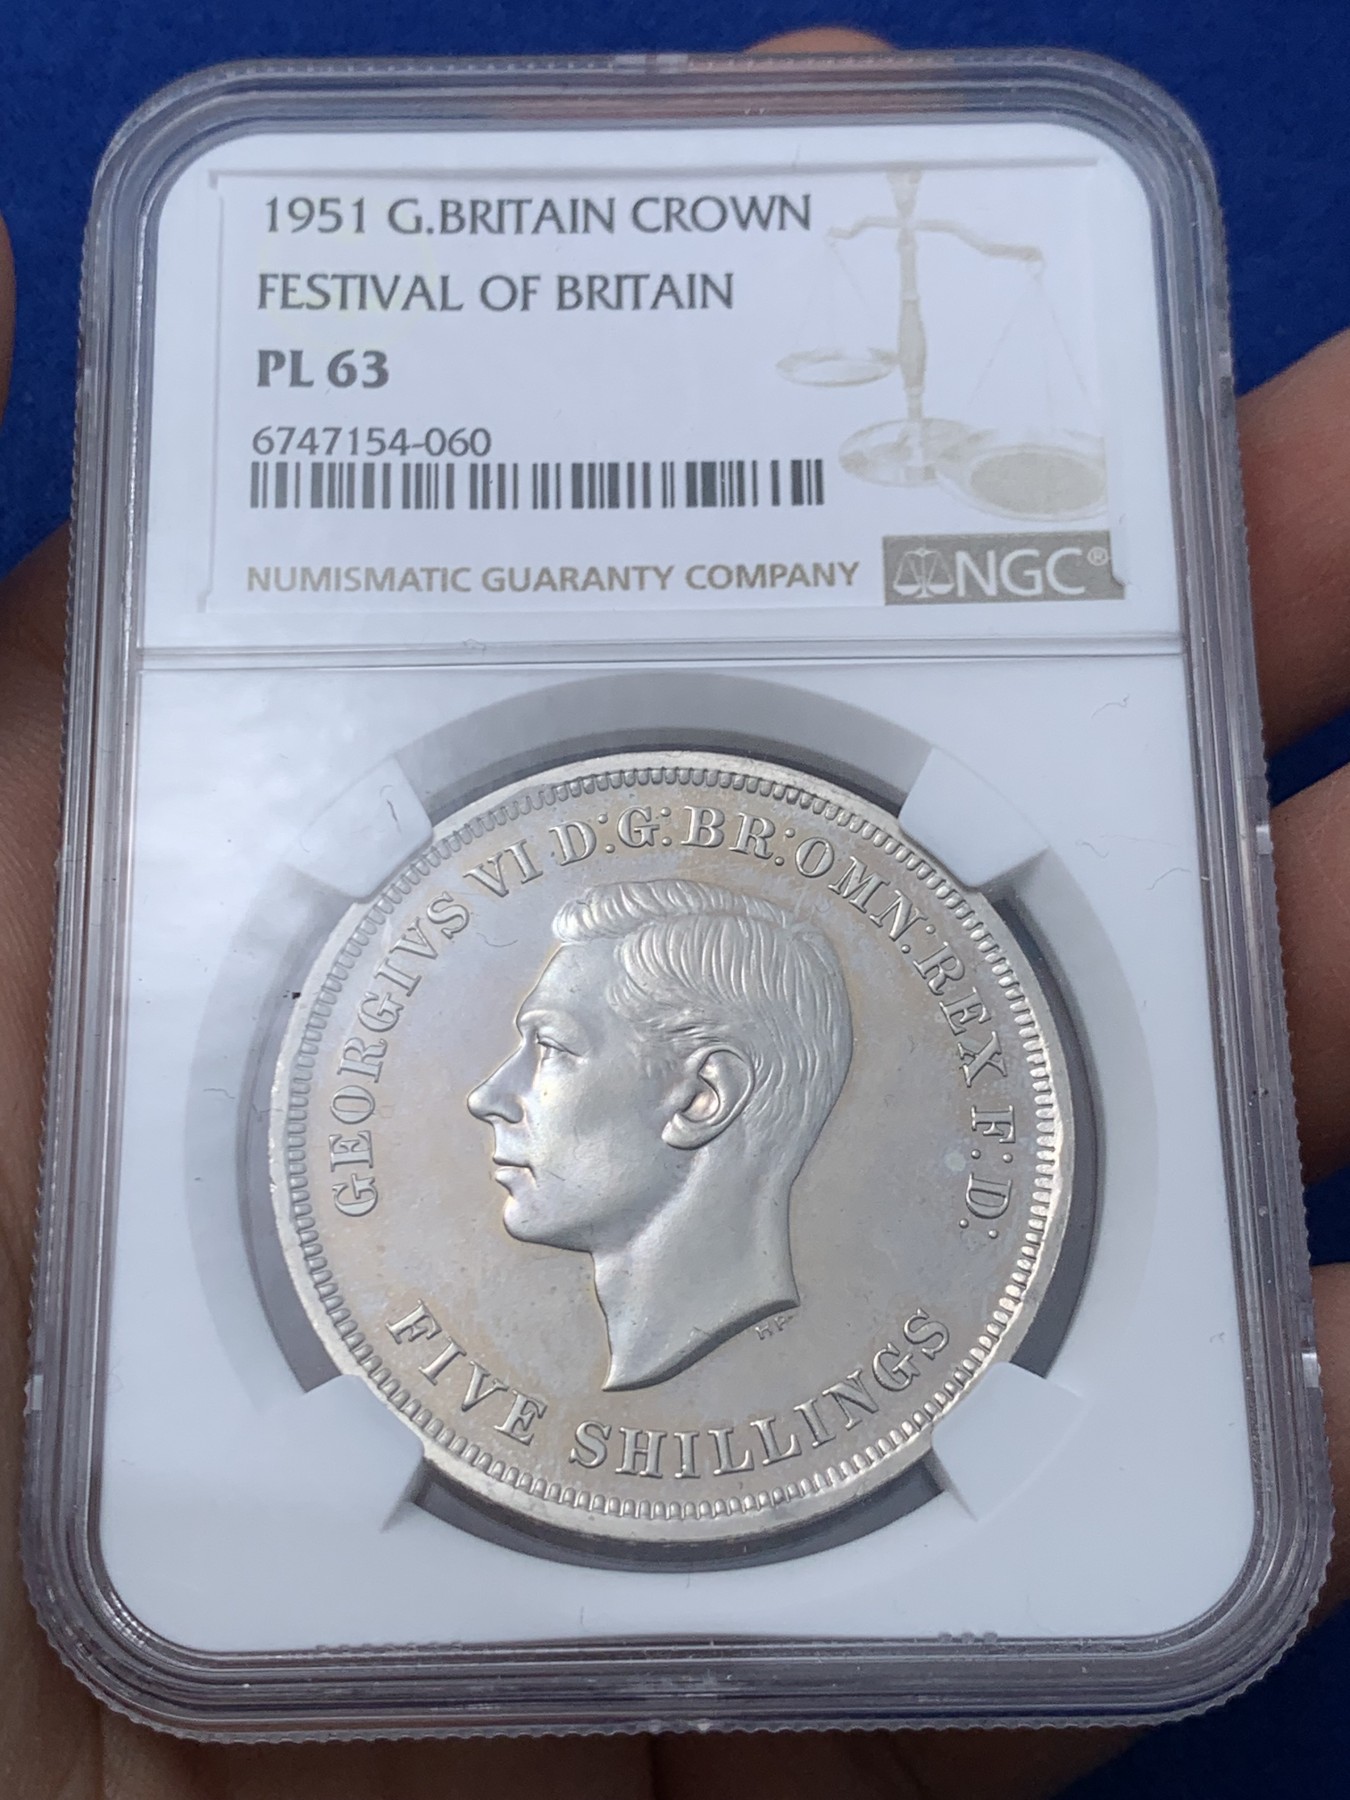 1951 G.BRITAIN CROWN
FESTIVAL OF BRITAIN
PL 63
6747154-060
NUMISMATIC GUARANTY COMPANY
NGC®
GEORGIVS VI D:G:BR:OMN:REX F:D:
HP
FIVE SHILLINGS